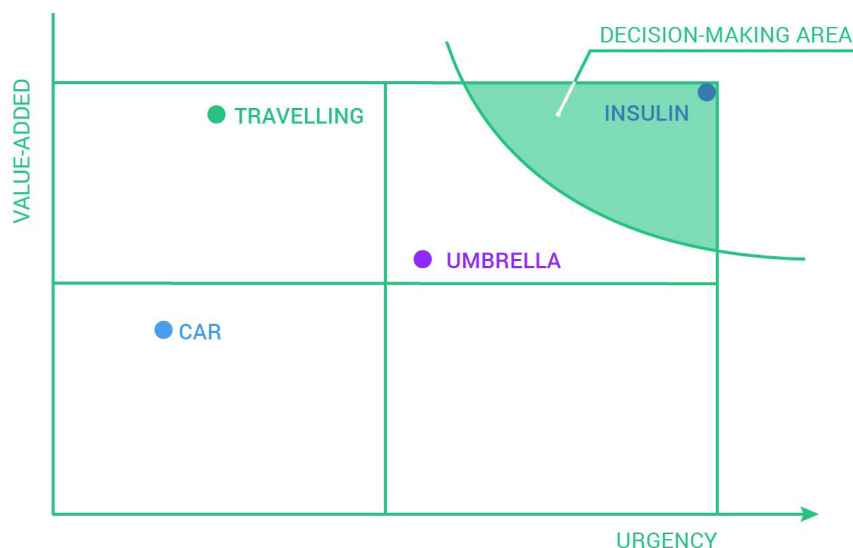 DECISION-MAKING AREA
VALUE-ADDED
TRAVELLING
INSULIN
UMBRELLA
CAR
URGENCY